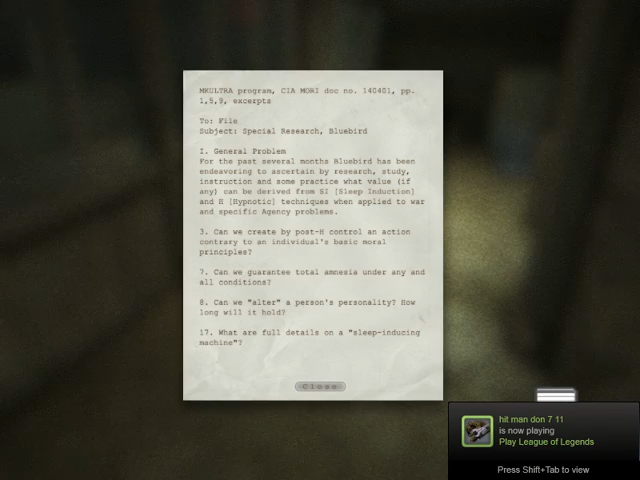 MKULTRA program, CIA MORI doc no. 140401, pp.
1,5,9, excerpts
To: File
Subject: Special Research, Bluebird
I. General Problem
For the past several months Bluebird has been
endeavoring to ascertain by research, study,
instruction and some practice what value (if
any) can be derived from SI [Sleep Induction]
and H [Hypnotic] techniques when applied to war
and specific Agency problems.
3. Can we create by post-H control an action
contrary to an individual's basic moral
principles?
7. Can we guarantee total amnesia under any and
all conditions?
8. Can we "alter" a person's personality? How
long will it hold?
17. What are full details on a "sleep-inducing
machine"?
Close
hit man don 7 11
is now playing
Play League of Legends
Press Shift+Tab to view